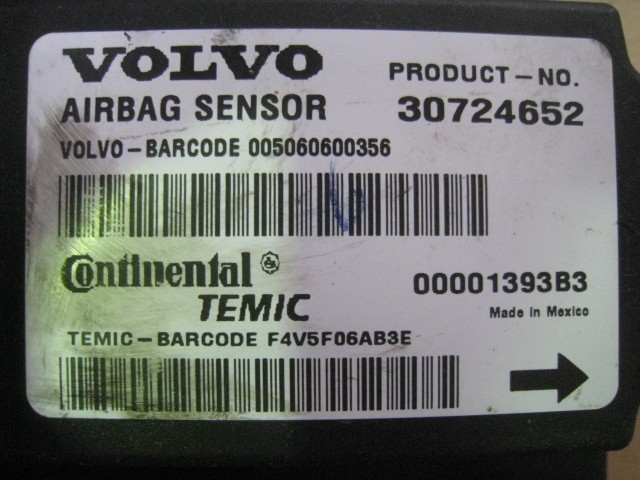 VOLVO
PRODUCT-NO.
AIRBAG SENSOR 30724652
VOLVO-BARCODE 005060600356
Continental
00001393B3
TEMIC
Made in Mexico
TEMIC-BARCODE F4V5F06AB3E